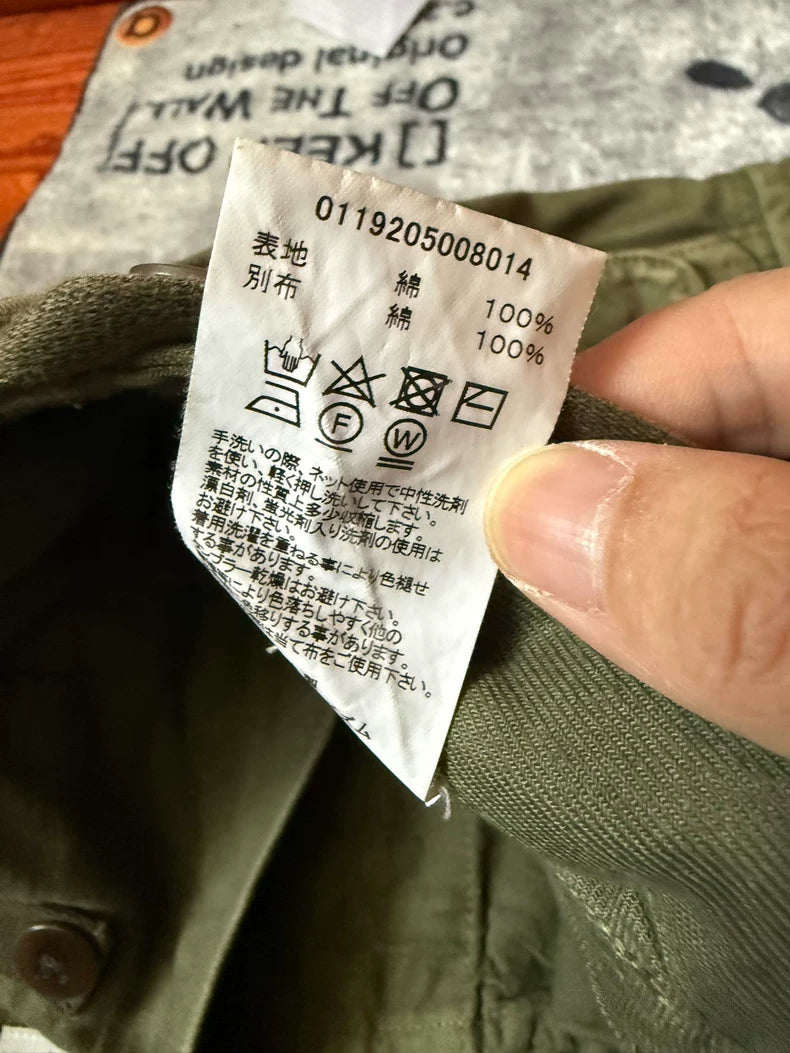 Original design
OFF THE WALL
[]KEEP OFF
0119205008014
表地 綿 100%
別布 綿 100%
F W
手洗いの際、ネット使用で中性洗剤
を使い、軽く押し洗いして下さい。
素材の性質上多少収縮します。
漂白剤、蛍光剤入り洗剤の使用は
お避け下さい。
着用洗濯を重ねる事により色褪せ
する事があります。
ンブラー乾燥はお避け下さい。
により色落ちしやすく他の
移りする事があります。
当て布をご使用下さい。